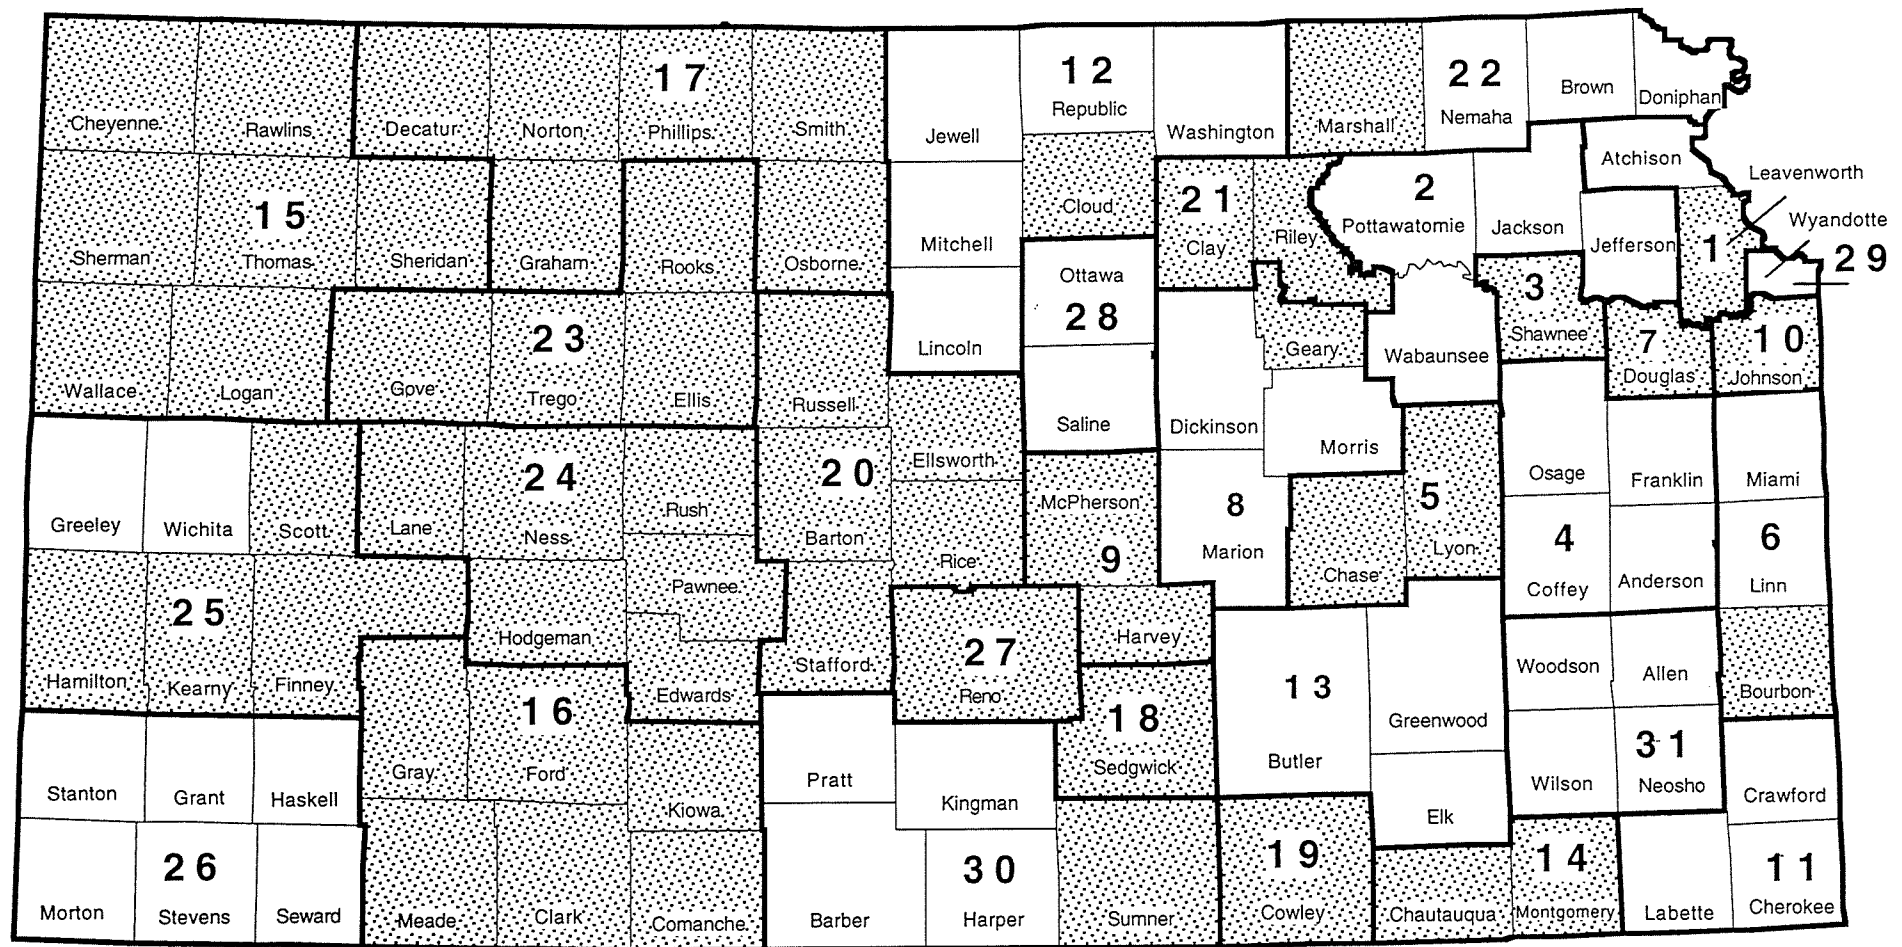 17
12
22
Brown
Doniphan
Republic
Nemaha
Cheyenne
Rawlins
Decatur
Norton
Phillips
Smith
Jewell
Washington
Marshall
Atchison
Leavenworth
15
21
2
Cloud
Wyandotte
Sherman
Thomas
Sheridan
Graham
Rooks
Osborne
Mitchell
Clay
Riley
Pottawatomie
Jackson
Jefferson
1
29
Ottawa
3
28
Shawnee
23
Lincoln
Geary
Wabaunsee
7
10
Douglas
Johnson
Wallace
Logan
Gove
Trego
Ellis
Russell
Saline
Dickinson
Morris
24
20
Ellsworth
Osage
Franklin
Miami
Greeley
Wichita
Scott
Lane
Ness
Rush
Barton
McPherson
8
5
Rice
9
Marion
Lyon
4
6
Pawnee
Chase
Coffey
Anderson
Linn
25
Hodgeman
Harvey
27
Stafford
Woodson
Allen
Hamilton
Kearny
Finney
Edwards
Reno
13
Bourbon
16
18
Greenwood
31
Gray
Ford
Pratt
Sedgwick
Butler
Wilson
Neosho
Stanton
Grant
Haskell
Kiowa
Kingman
Elk
Crawford
26
30
19
14
11
Morton
Stevens
Seward
Meade
Clark
Comanche
Barber
Harper
Sumner
Cowley
Chautauqua
Montgomery
Labette
Cherokee